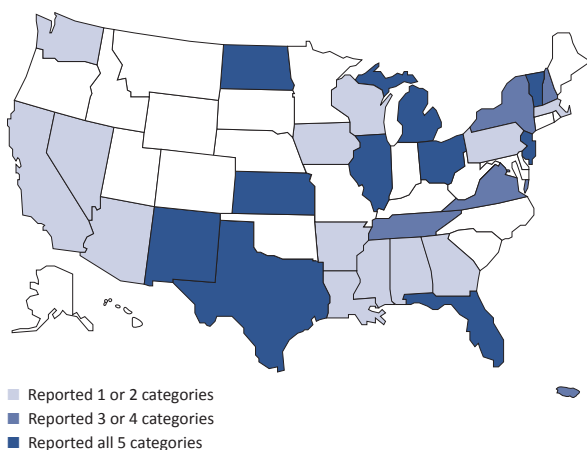 Reported 1 or 2 categories
Reported 3 or 4 categories
Reported all 5 categories